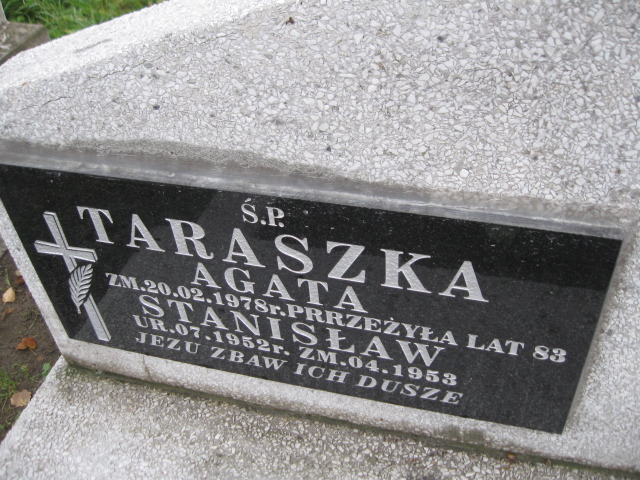 Ś.P.
TARASZKA
AGATA
ZM.20.02.1978r.PRRZEŻYŁA LAT 83
STANISŁAW
UR.07.1952r. ZM.04.1953
JEZU ZBAW ICH DUSZE